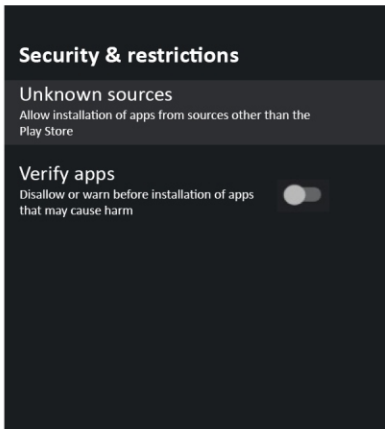 Security & restrictions
Unknown sources
Allow installation of apps from sources other than the
Play Store
Verify apps
Disallow or warn before installation of apps
that may cause harm